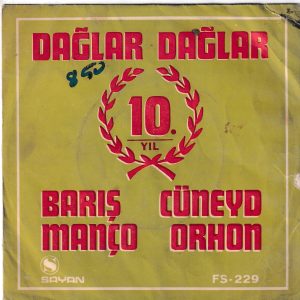 DAĞLAR DAĞLAR
850
10.
YIL
BARIŞ CÜNEYD
MANÇO ORHON
S SAYAN FS-229